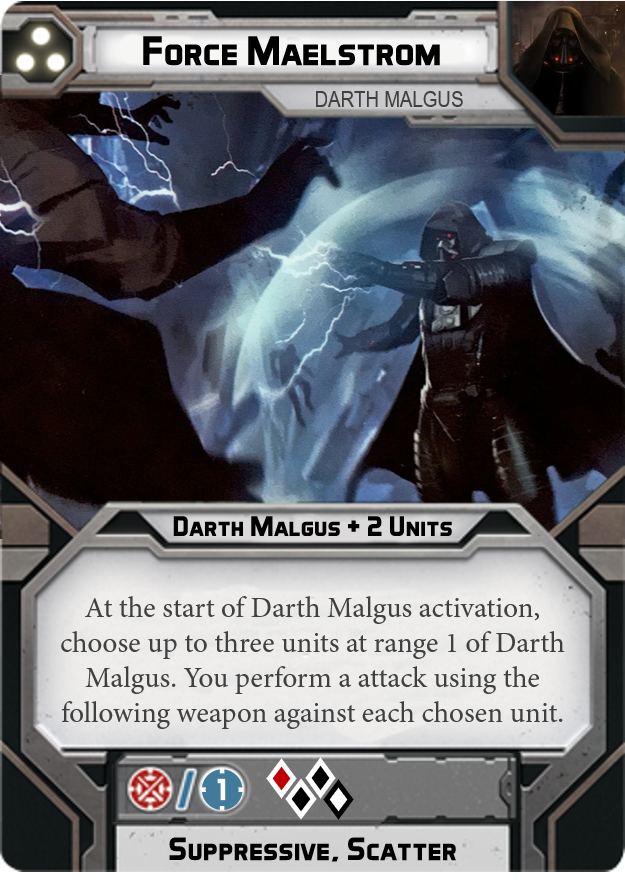 Force Maelstrom
DARTH MALGUS
Darth Malgus + 2 Units
At the start of Darth Malgus activation,
choose up to three units at range 1 of Darth
Malgus. You perform a attack using the
following weapon against each chosen unit.
/ 1
Suppressive, Scatter